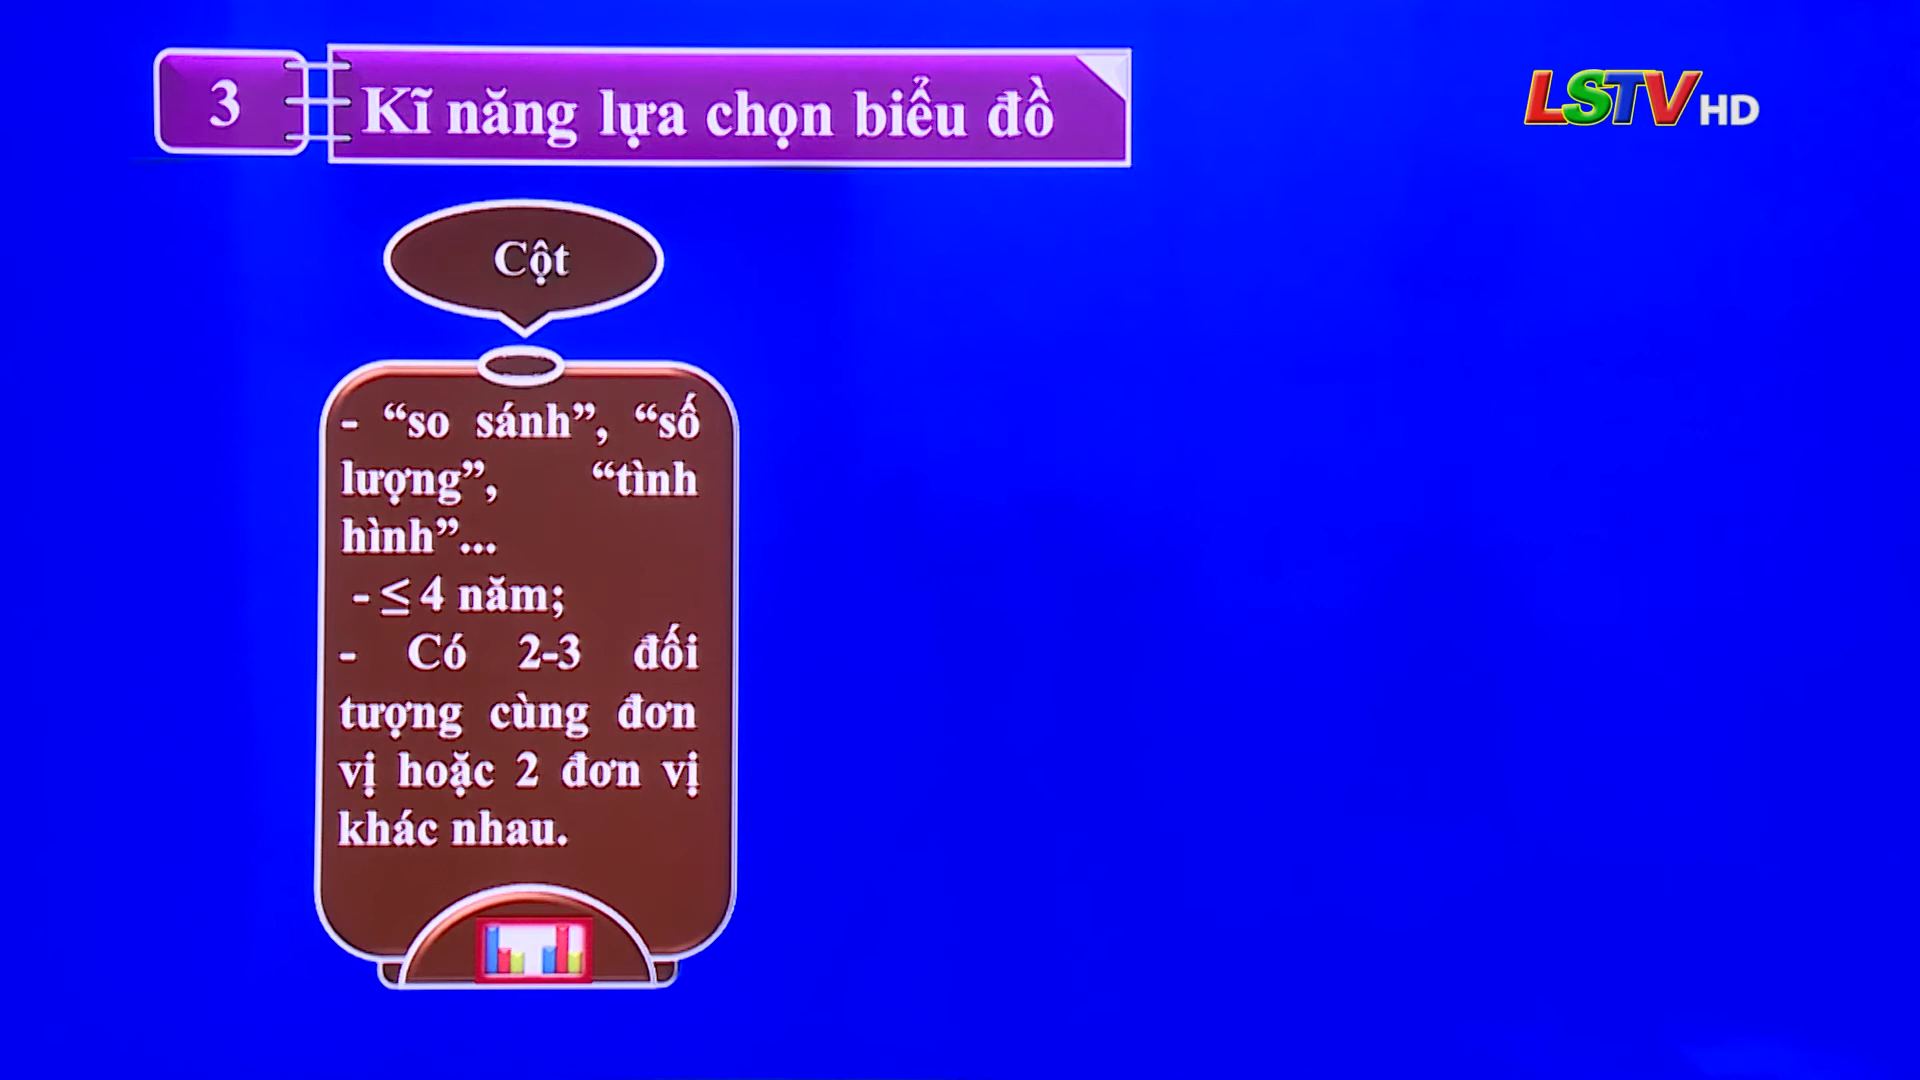 3
Kĩ năng lựa chọn biểu đồ
LSTV HD
Cột
- “so sánh”, “số
lượng”, “tình
hình”...
- ≤ 4 năm;
- Có 2-3 đối
tượng cùng đơn
vị hoặc 2 đơn vị
khác nhau.